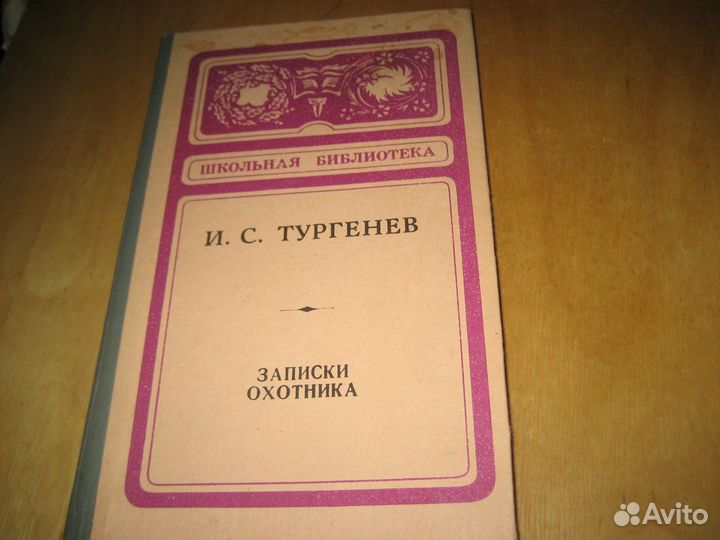 ШКОЛЬНАЯ БИБЛИОТЕКА
И. С. ТУРГЕНЕВ
ЗАПИСКИ
ОХОТНИКА
Avito